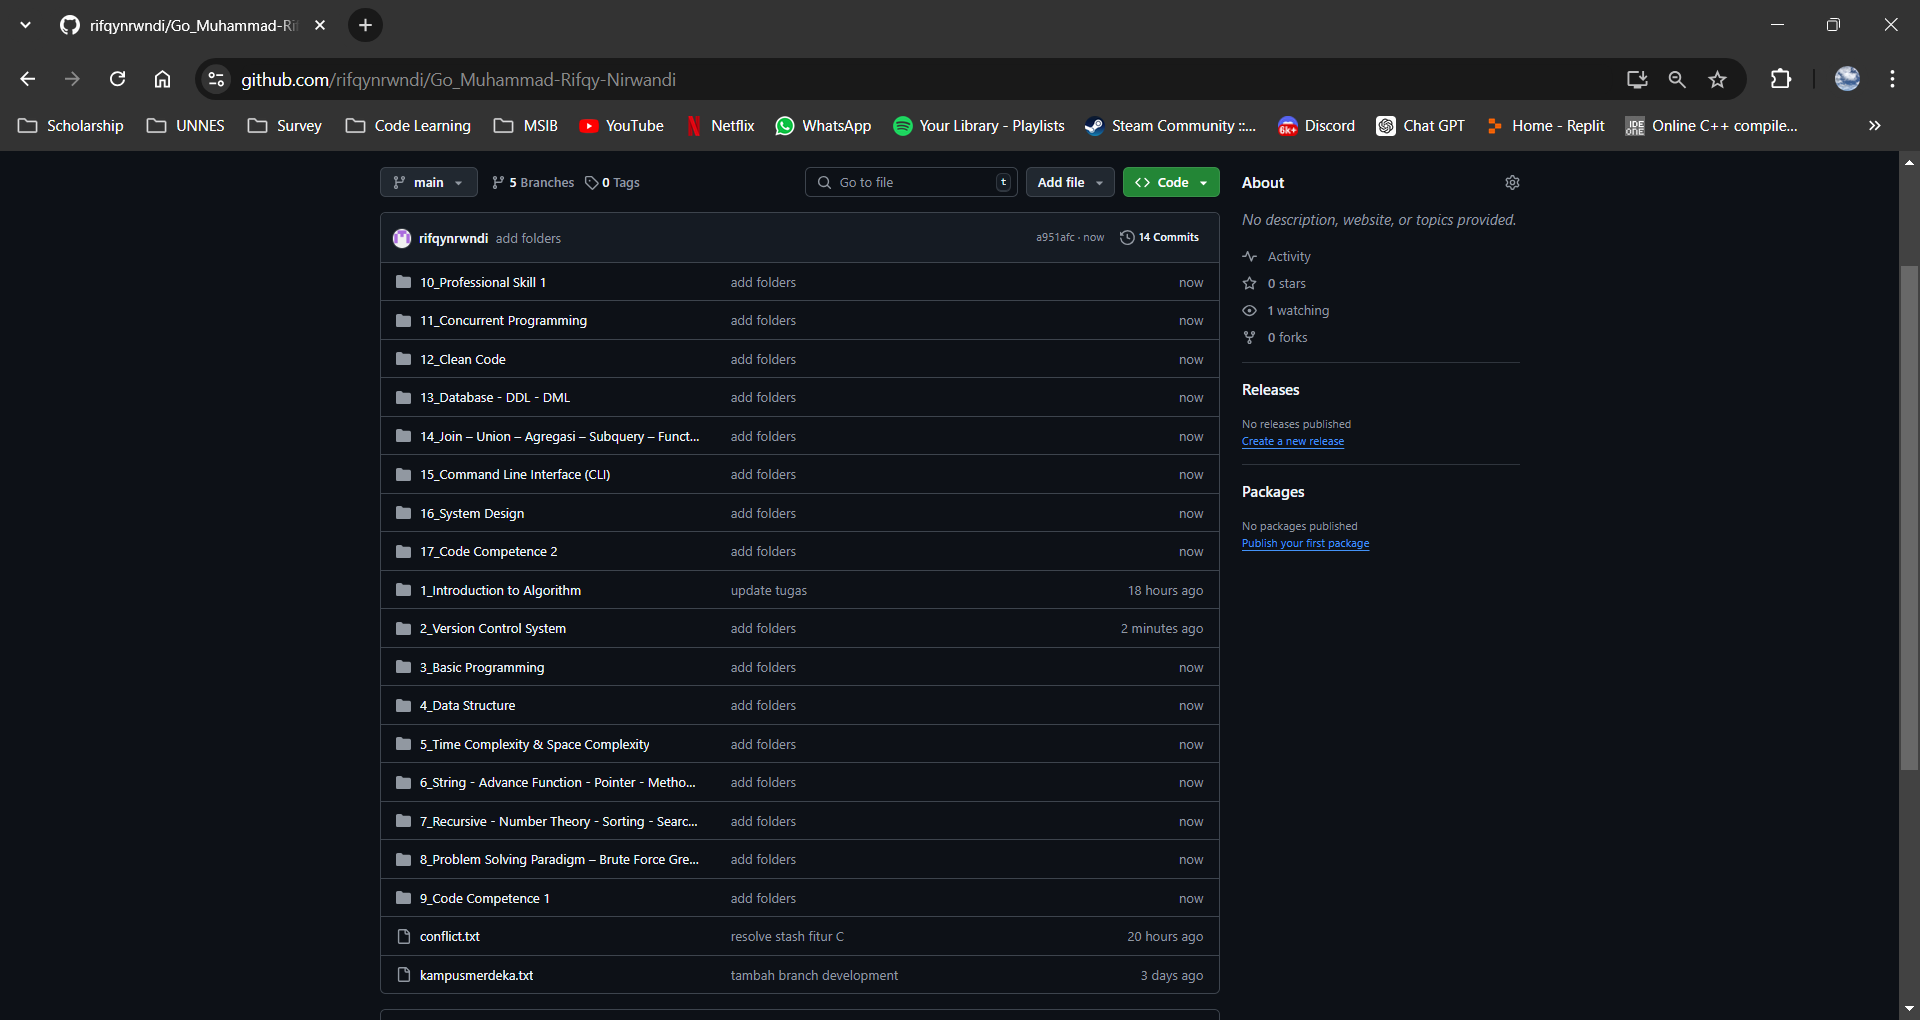 rifqynrwndi/Go_Muhammad-Rif
github.com/rifqynrwndi/Go_Muhammad-Rifqy-Nirwandi
Scholarship UNNES Survey Code Learning MSIB YouTube Netflix WhatsApp Your Library - Playlists Steam Community ::... 6k+ Discord Chat GPT Home - Replit IDE ONE Online C++ compile...
main 5 Branches 0 Tags Go to file t Add file <> Code
rifqynrwndi add folders a951afc · now 14 Commits
10_Professional Skill 1 add folders now
11_Concurrent Programming add folders now
12_Clean Code add folders now
13_Database - DDL - DML add folders now
14_Join – Union – Agregasi – Subquery – Funct... add folders now
15_Command Line Interface (CLI) add folders now
16_System Design add folders now
17_Code Competence 2 add folders now
1_Introduction to Algorithm update tugas 18 hours ago
2_Version Control System add folders 2 minutes ago
3_Basic Programming add folders now
4_Data Structure add folders now
5_Time Complexity & Space Complexity add folders now
6_String - Advance Function - Pointer - Metho... add folders now
7_Recursive - Number Theory - Sorting - Searc... add folders now
8_Problem Solving Paradigm – Brute Force Gre... add folders now
9_Code Competence 1 add folders now
conflict.txt resolve stash fitur C 20 hours ago
kampusmerdeka.txt tambah branch development 3 days ago
About
No description, website, or topics provided.
Activity
0 stars
1 watching
0 forks
Releases
No releases published
Create a new release
Packages
No packages published
Publish your first package